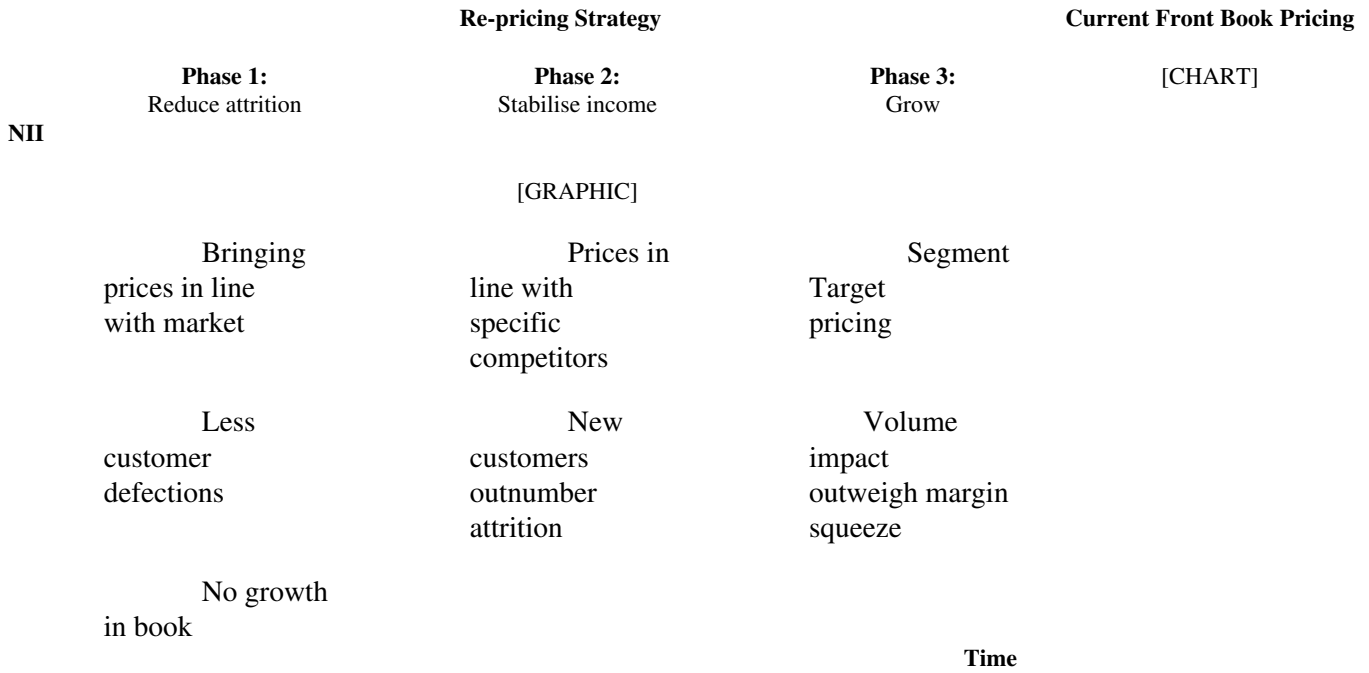 Re-pricing Strategy
Current Front Book Pricing
Phase 1:
Reduce attrition
Phase 2:
Stabilise income
Phase 3:
Grow
[CHART]
NII
[GRAPHIC]
Bringing
prices in line
with market
Prices in
line with
specific
competitors
Segment
Target
pricing
Less
customer
defections
New
customers
outnumber
attrition
Volume
impact
outweigh margin
squeeze
No growth
in book
Time